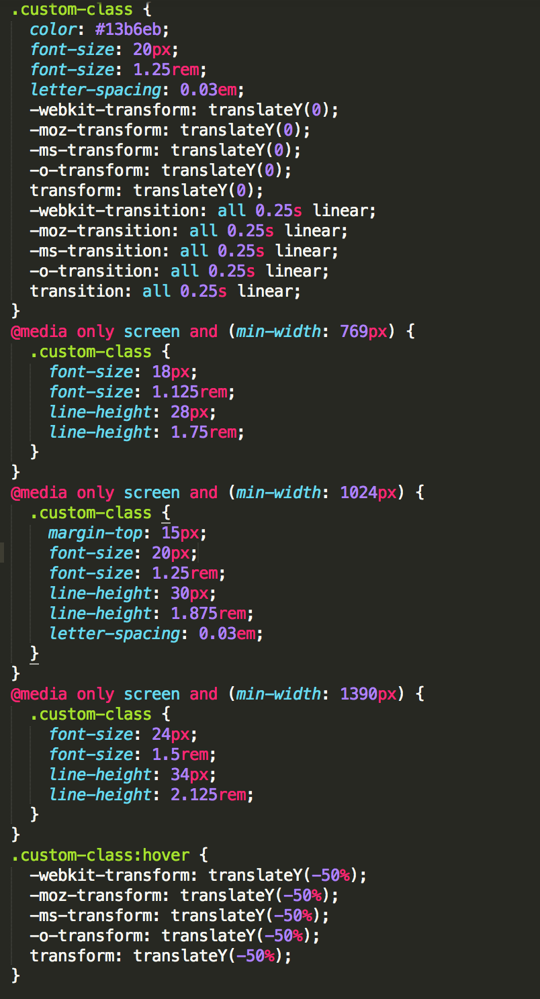 .custom-class {
  color: #13b6eb;
  font-size: 20px;
  font-size: 1.25rem;
  letter-spacing: 0.03em;
  -webkit-transform: translateY(0);
  -moz-transform: translateY(0);
  -ms-transform: translateY(0);
  -o-transform: translateY(0);
  transform: translateY(0);
  -webkit-transition: all 0.25s linear;
  -moz-transition: all 0.25s linear;
  -ms-transition: all 0.25s linear;
  -o-transition: all 0.25s linear;
  transition: all 0.25s linear;
}
@media only screen and (min-width: 769px) {
  .custom-class {
    font-size: 18px;
    font-size: 1.125rem;
    line-height: 28px;
    line-height: 1.75rem;
  }
}
@media only screen and (min-width: 1024px) {
  .custom-class {
    margin-top: 15px;
    font-size: 20px;
    font-size: 1.25rem;
    line-height: 30px;
    line-height: 1.875rem;
    letter-spacing: 0.03em;
  }
}
@media only screen and (min-width: 1390px) {
  .custom-class {
    font-size: 24px;
    font-size: 1.5rem;
    line-height: 34px;
    line-height: 2.125rem;
  }
}
.custom-class:hover {
  -webkit-transform: translateY(-50%);
  -moz-transform: translateY(-50%);
  -ms-transform: translateY(-50%);
  -o-transform: translateY(-50%);
  transform: translateY(-50%);
}